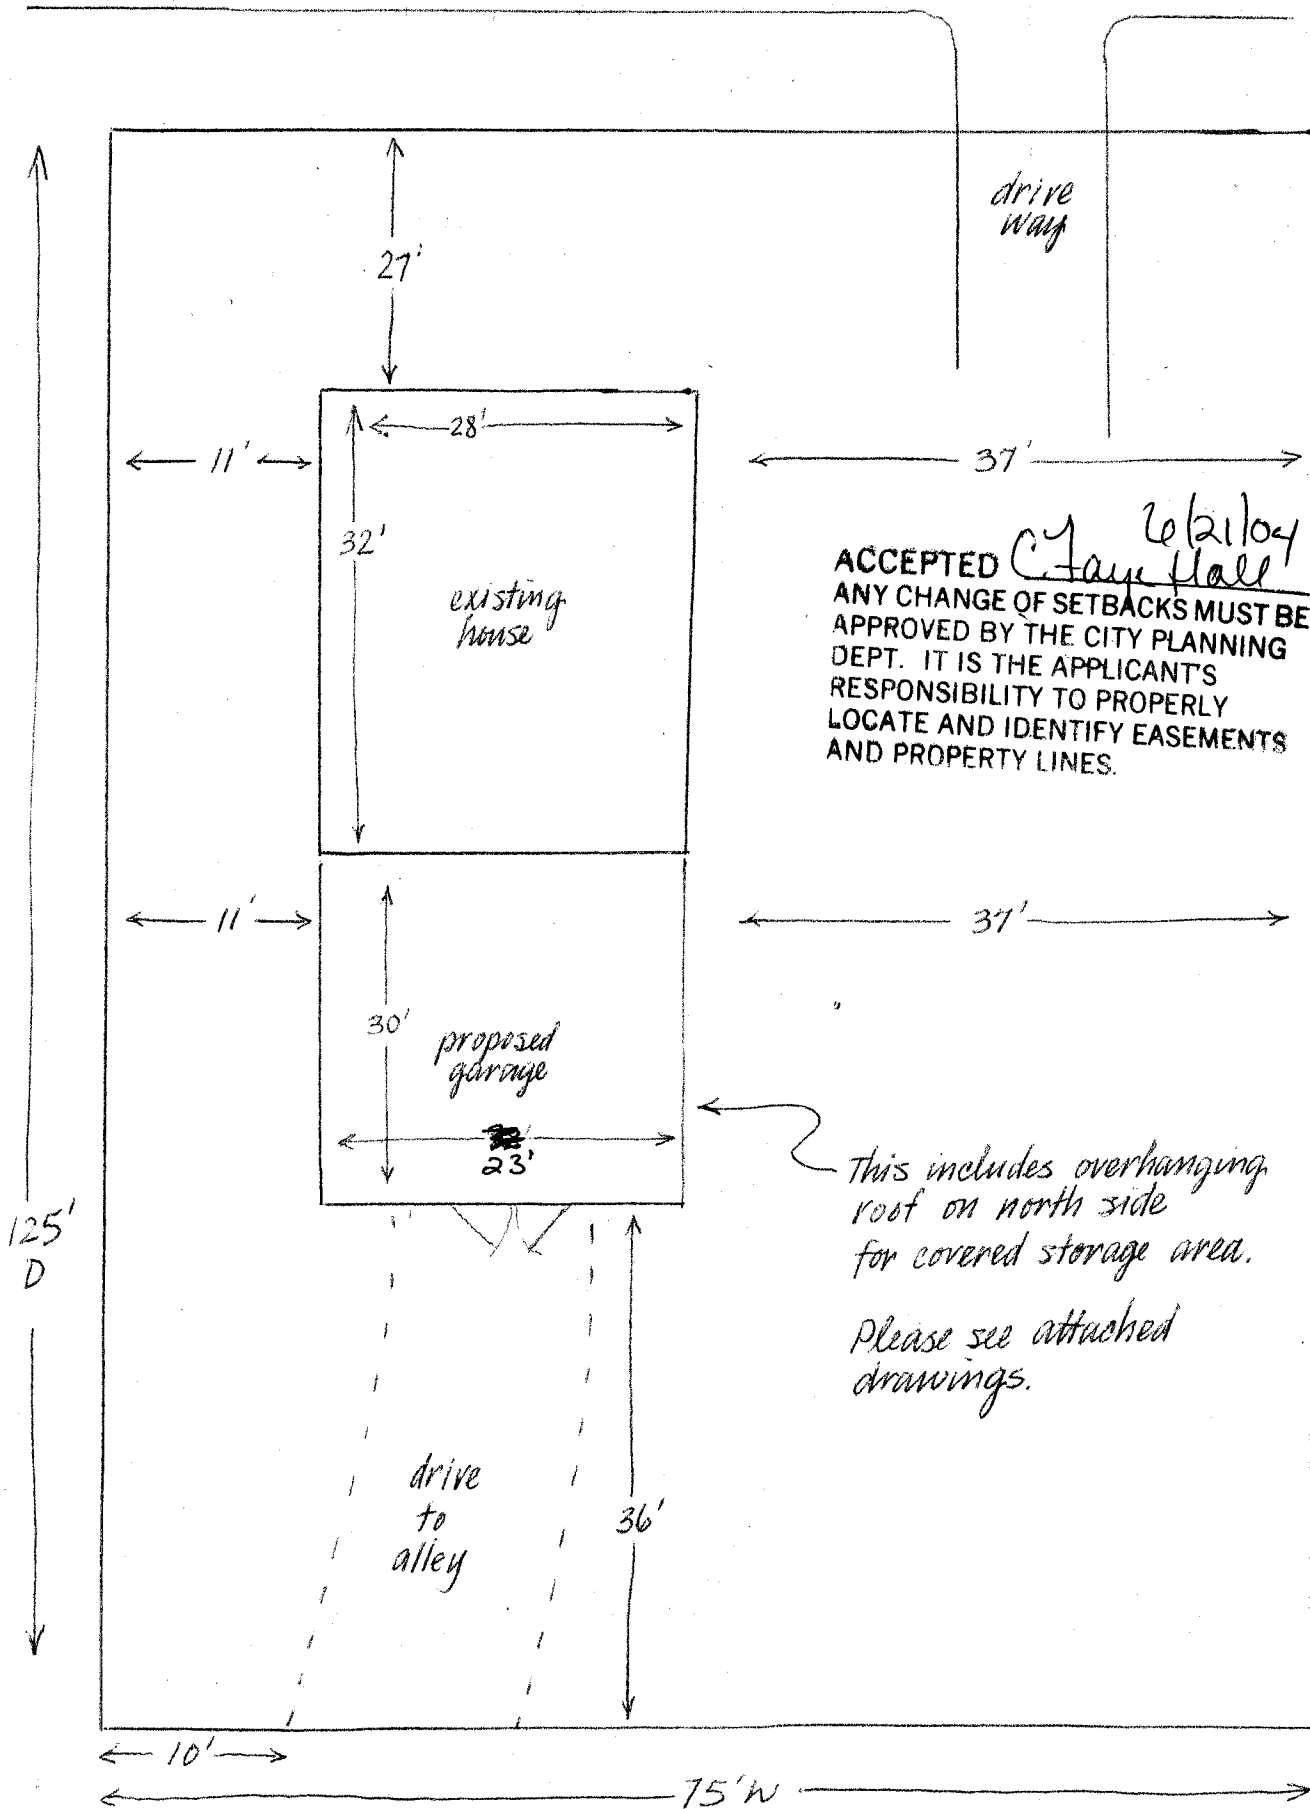 drive
way
27'
28'
11'
37'
32'
existing
house
6/21/04
ACCEPTED C. Faye Hall
ANY CHANGE OF SETBACKS MUST BE
APPROVED BY THE CITY PLANNING
DEPT. IT IS THE APPLICANT'S
RESPONSIBILITY TO PROPERLY
LOCATE AND IDENTIFY EASEMENTS
AND PROPERTY LINES.
11'
37'
30'
proposed
garage
23'
This includes overhanging
roof on north side
for covered storage area.
Please see attached
drawings.
125'
D
drive
to
alley
36'
10'
75'W